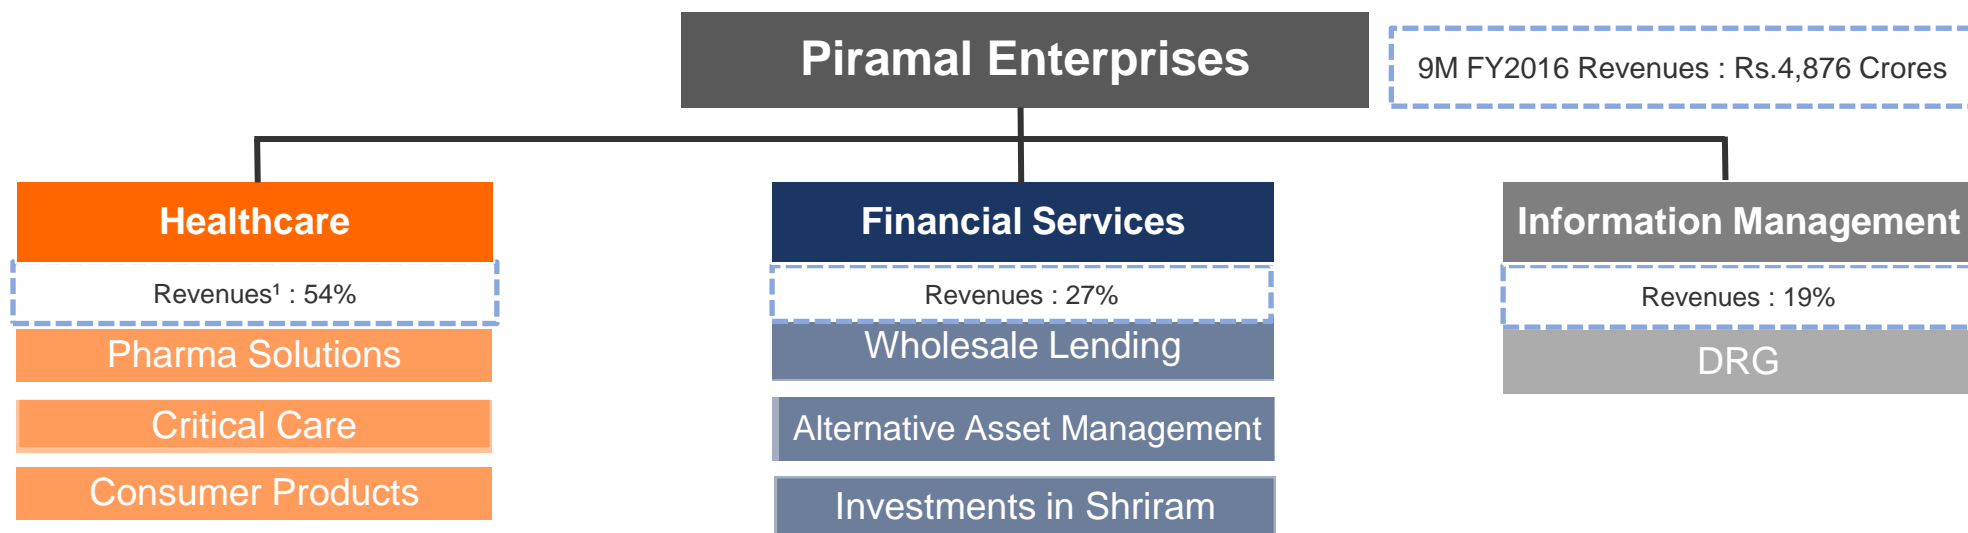 Piramal Enterprises
9M FY2016 Revenues : Rs.4,876 Crores
Healthcare
Revenues¹ : 54%
Pharma Solutions
Critical Care
Consumer Products
Financial Services
Revenues : 27%
Wholesale Lending
Alternative Asset Management
Investments in Shriram
Information Management
Revenues : 19%
DRG